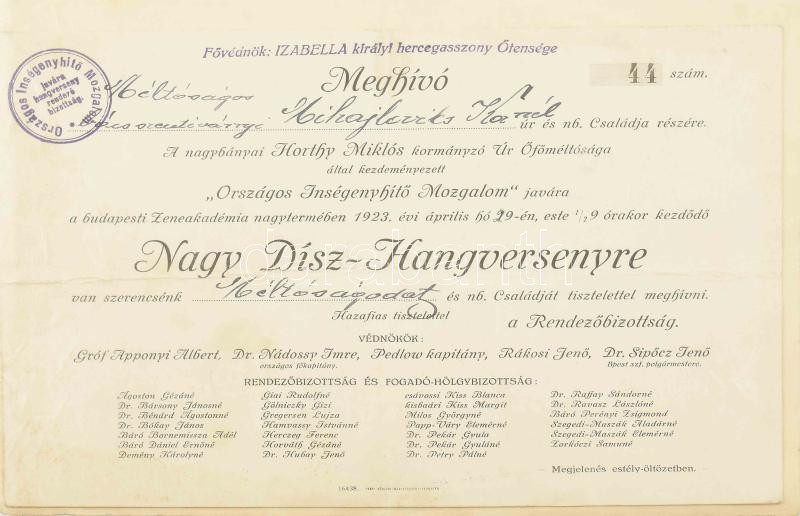 Fővédnök: IZABELLA királyi hercegasszony Őfensége
Meghívó
44 szám.
Országos Inségenyhítő Mozgalom
javára
hangverseny
rendező
bizottság.
Méltóságos
Mihajlovits Károly
úr és nb. Családja részére.
A nagybányai Horthy Miklós kormányzó Úr Őfőméltósága
által kezdeményezett
„Országos Inségenyhítő Mozgalom" javára
a budapesti Zeneakadémia nagytermében 1923. évi április hó 29-én, este 1/2 9 órakor kezdődő
Nagy Dísz-Hangversenyre
van szerencsénk Méltóságodat és nb. Családját tisztelettel meghívni.
Hazafias tisztelettel
a Rendezőbizottság.
VÉDNÖKÖK:
Gróf Apponyi Albert, Dr. Nádossy Imre, Pedlow kapitány, Rákosi Jenő, Dr. Sipőcz Jenő
országos főkapitány.
Bpest szf. polgármestere.
RENDEZŐBIZOTTSÁG ÉS FOGADÓ-HÖLGYBIZOTTSÁG:
Ágoston Gézáné
Dr. Bársony Jánosné
Dr. Bénárd Ágostonné
Dr. Bókay János
Báró Bornemissza Adél
Báró Dániel Ernőné
Demény Károlyné
Giai Rudolfné
Gölniczky Gizi
Gregersen Lujza
Hamvassy Istvánné
Herczeg Ferenc
Horváth Gézáné
Dr. Hubay Jenő
csávossi Kiss Blanca
kisbaári Kiss Margit
Milos Györgyné
Papp-Váry Elemérné
Dr. Pekár Gyula
Dr. Pekár Gyuláné
Dr. Petry Pálné
Dr. Raffay Sándorné
Dr. Ravasz Lászlóné
Báró Perényi Zsigmond
Szegedi-Maszák Aladárné
Szegedi-Maszák Elemérné
Zorkóczi Samuné
Megjelenés estély-öltözetben.
16438.
darabanth